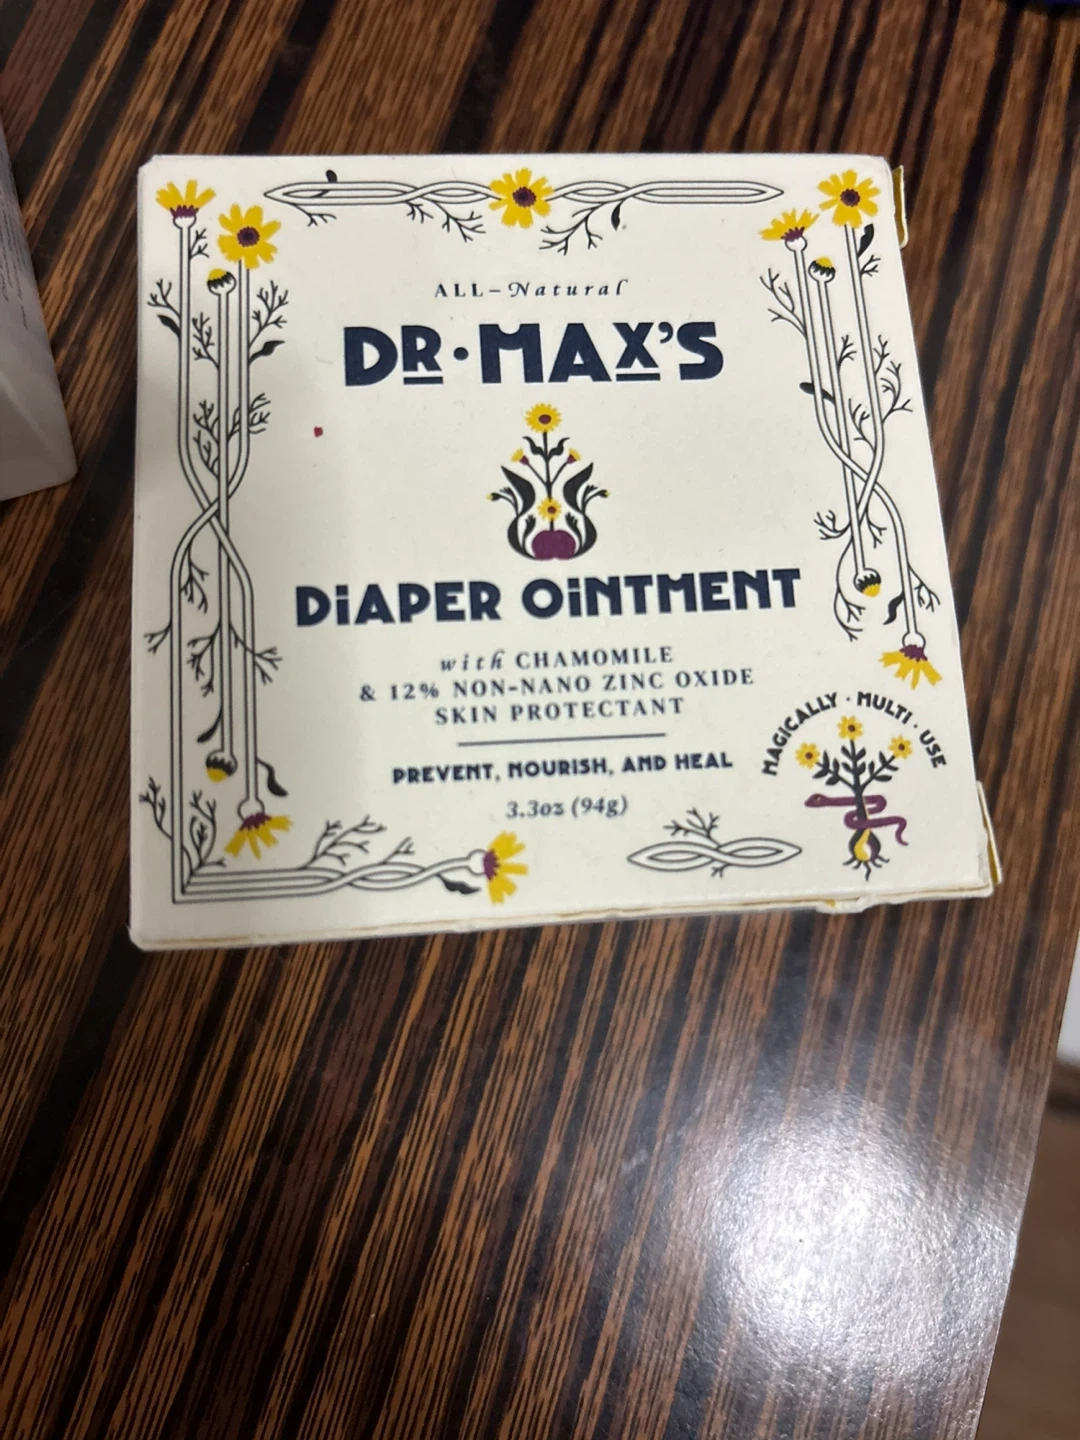 ALL-Natural
DR·MAX'S
DIAPER OINTMENT
with CHAMOMILE
& 12% NON-NANO ZINC OXIDE
SKIN PROTECTANT
PREVENT, NOURISH, AND HEAL
3.3oz (94g)
MAGICALLY · MULTI · USE